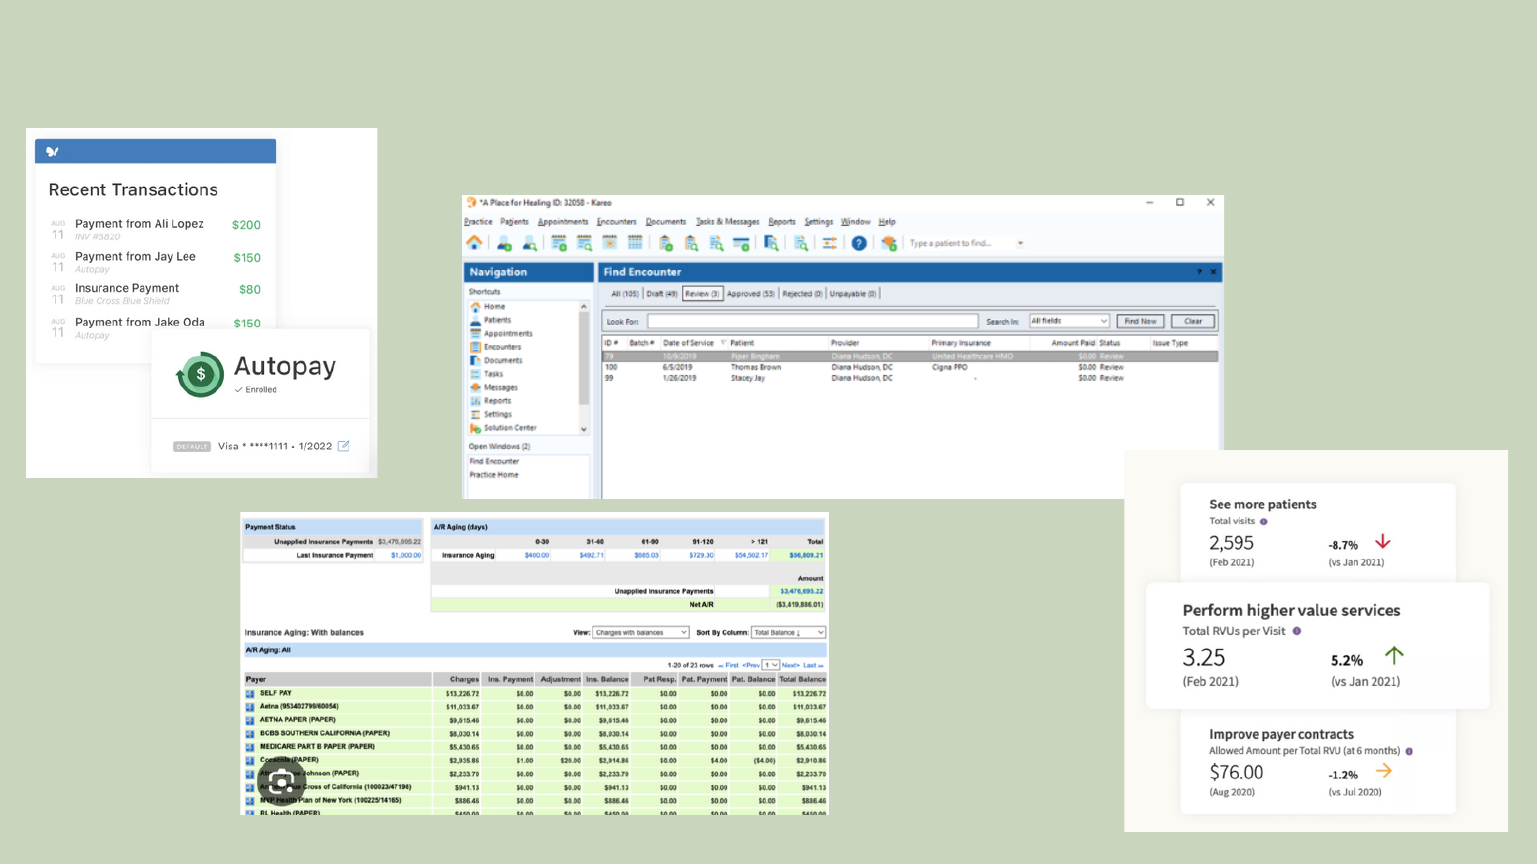 Recent Transactions
AUG 11 Payment from Ali Lopez $200
INV #5820
AUG 11 Payment from Jay Lee $150
Autopay
AUG 11 Insurance Payment $80
Blue Cross Blue Shield
AUG 11 Payment from Jake Oda $150
Autopay
$ Autopay
Enrolled
DEFAULT Visa * ****1111 • 1/2022
"A Place for Healing ID: 32058 - Kareo
Practice Patients Appointments Encounters Documents Tasks & Messages Reports Settings Window Help
Type a patient to find...
Navigation
Shortcuts
Home
Patients
Appointments
Encounters
Documents
Tasks
Messages
Reports
Settings
Solution Center
Open Windows (2)
Find Encounter
Practice Home
Find Encounter ? x
All (105) Draft (49) Review (3) Approved (53) Rejected (0) Unpayable (0)
Look For: Search In: All fields Find Now Clear
ID # Batch # Date of Service Patient Provider Primary Insurance Amount Paid Status Issue Type
79 10/9/2019 Piper Bingham Diana Hudson, DC United Healthcare HMO $0.00 Review
100 6/5/2019 Thomas Brown Diana Hudson, DC Cigna PPO $0.00 Review
99 1/26/2019 Stacey Jay Diana Hudson, DC - $0.00 Review
Payment Status
Unapplied Insurance Payments
Last Insurance Payment $1,000.00
A/R Aging (days)
0-30 31-60 61-90 91-120 > 121 Total
Insurance Aging $400.00 $492.71 $685.03 $729.30 $54,502.17 $56,809.21
Amount
Unapplied Insurance Payments $3,476,695.22
Net A/R ($3,419,886.01)
Insurance Aging: With balances View: Charges with balances Sort By Column: Total Balance ↓
A/R Aging: All
1-20 of 23 rows First <Prev 1 Next> Last
Payer Charges Ins. Payment Adjustment Ins. Balance Pat Resp. Pat. Payment Pat. Balance Total Balance
SELF PAY $13,226.72 $0.00 $0.00 $13,226.72 $0.00 $0.00 $0.00 $13,226.72
Aetna (953402799/60054) $11,033.67 $0.00 $0.00 $11,033.67 $0.00 $0.00 $0.00 $11,033.67
AETNA PAPER (PAPER) $9,615.46 $0.00 $0.00 $9,615.46 $0.00 $0.00 $0.00 $9,615.46
BCBS SOUTHERN CALIFORNIA (PAPER) $8,030.14 $0.00 $0.00 $8,030.14 $0.00 $0.00 $0.00 $8,030.14
MEDICARE PART B PAPER (PAPER) $5,430.65 $0.00 $0.00 $5,430.65 $0.00 $0.00 $0.00 $5,430.65
(PAPER) $2,935.86 $1.00 $20.00 $2,914.86 $0.00 $4.00 ($4.00) $2,910.86
Johnson (PAPER) $2,233.70 $0.00 $0.00 $2,233.70 $0.00 $0.00 $0.00 $2,233.70
Cross of California (100023/47198) $941.13 $0.00 $0.00 $941.13 $0.00 $0.00 $0.00 $941.13
MVP Health Plan of New York (100225/14165) $886.46 $0.00 $0.00 $886.46 $0.00 $0.00 $0.00 $886.46
RL Health (PAPER) $0.00 $0.00 $0.00 $0.00 $0.00
See more patients
Total visits
2,595 -8.7%
(Feb 2021) (vs Jan 2021)
Perform higher value services
Total RVUs per Visit
3.25 5.2%
(Feb 2021) (vs Jan 2021)
Improve payer contracts
Allowed Amount per Total RVU (at 6 months)
$76.00 -1.2%
(Aug 2020) (vs Jul 2020)